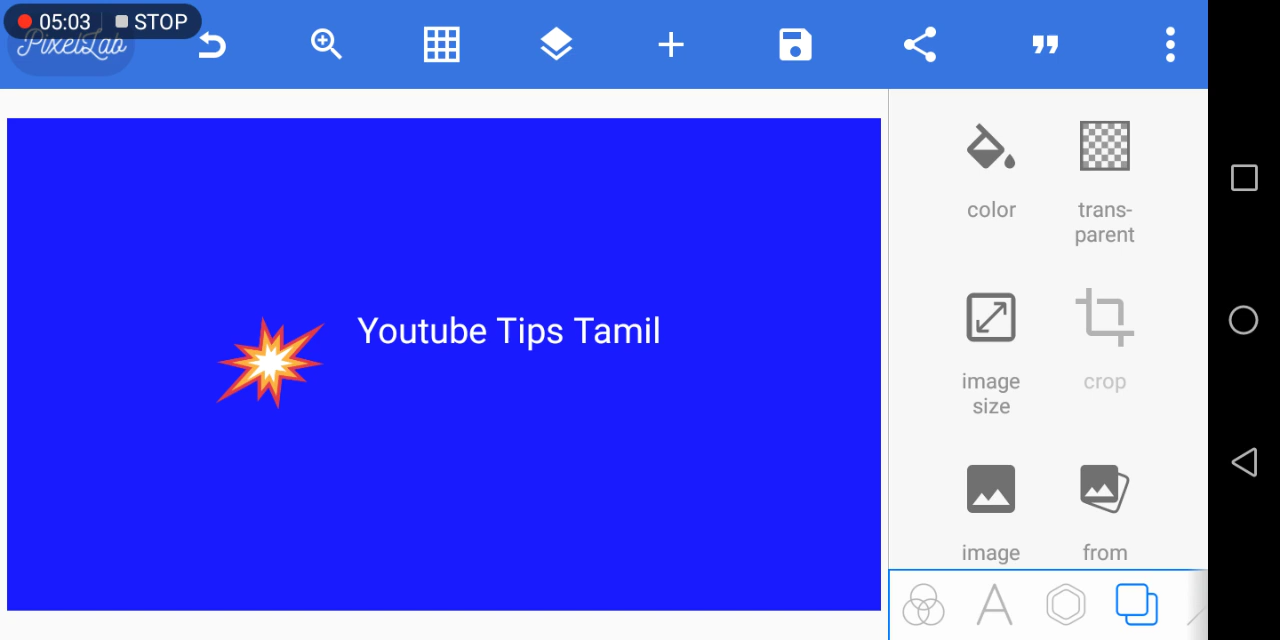 05:03 STOP
PixelLab
Youtube Tips Tamil
color
trans-
parent
image
size
crop
image
from